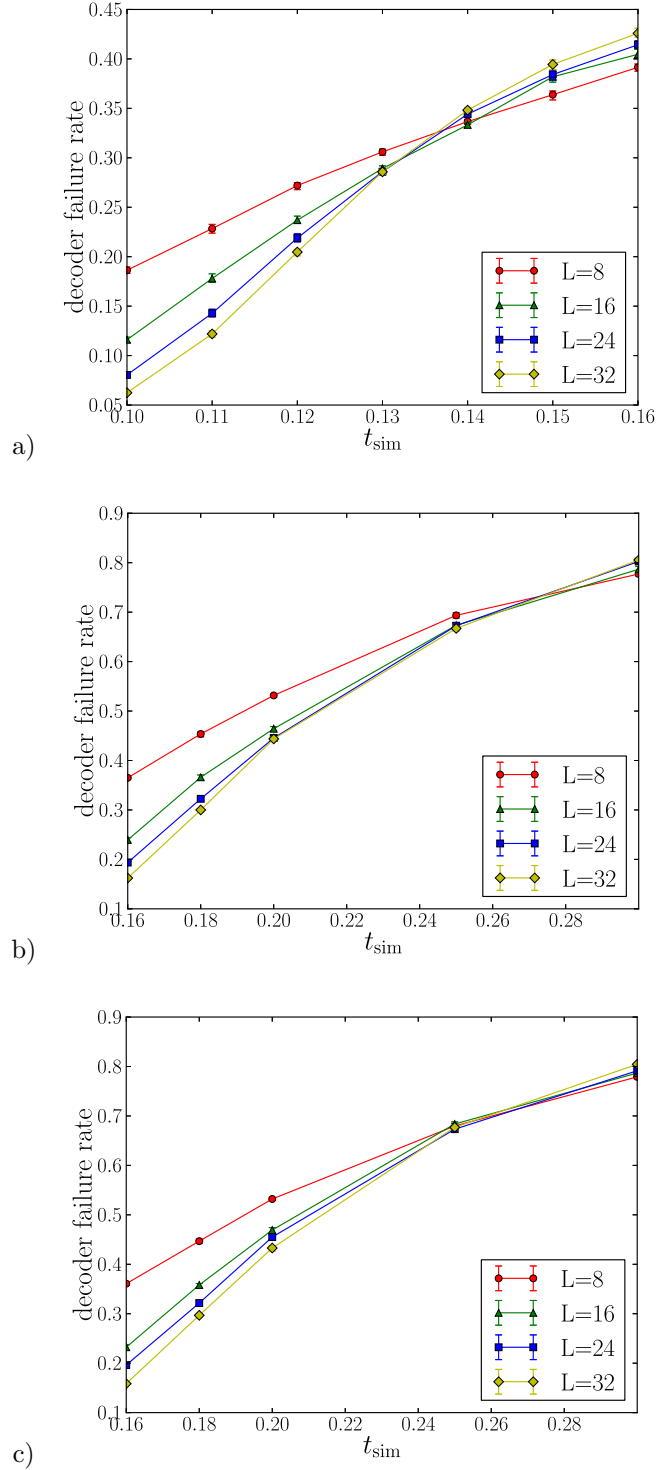 0.45
0.40
0.35
0.30
0.25
0.20
0.15
0.10
0.05
decoder failure rate
L=8
L=16
L=24
L=32
0.10 0.11 0.12 0.13 0.14 0.15 0.16
t_sim
a)
0.9
0.8
0.7
0.6
0.5
0.4
0.3
0.2
0.1
decoder failure rate
L=8
L=16
L=24
L=32
0.16 0.18 0.20 0.22 0.24 0.26 0.28
t_sim
b)
0.9
0.8
0.7
0.6
0.5
0.4
0.3
0.2
0.1
decoder failure rate
L=8
L=16
L=24
L=32
0.16 0.18 0.20 0.22 0.24 0.26 0.28
t_sim
c)